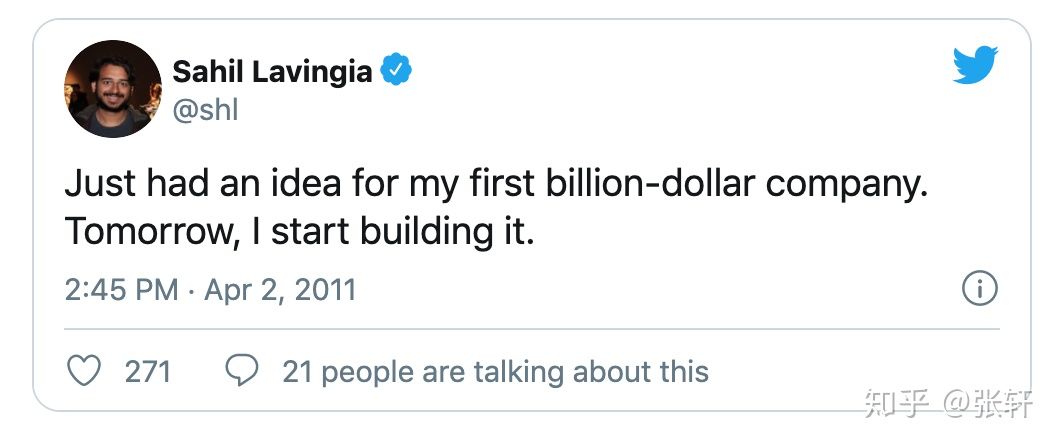 Sahil Lavingia
@shl
Just had an idea for my first billion-dollar company.
Tomorrow, I start building it.
2:45 PM · Apr 2, 2011
271 21 people are talking about this
知乎 @张轩